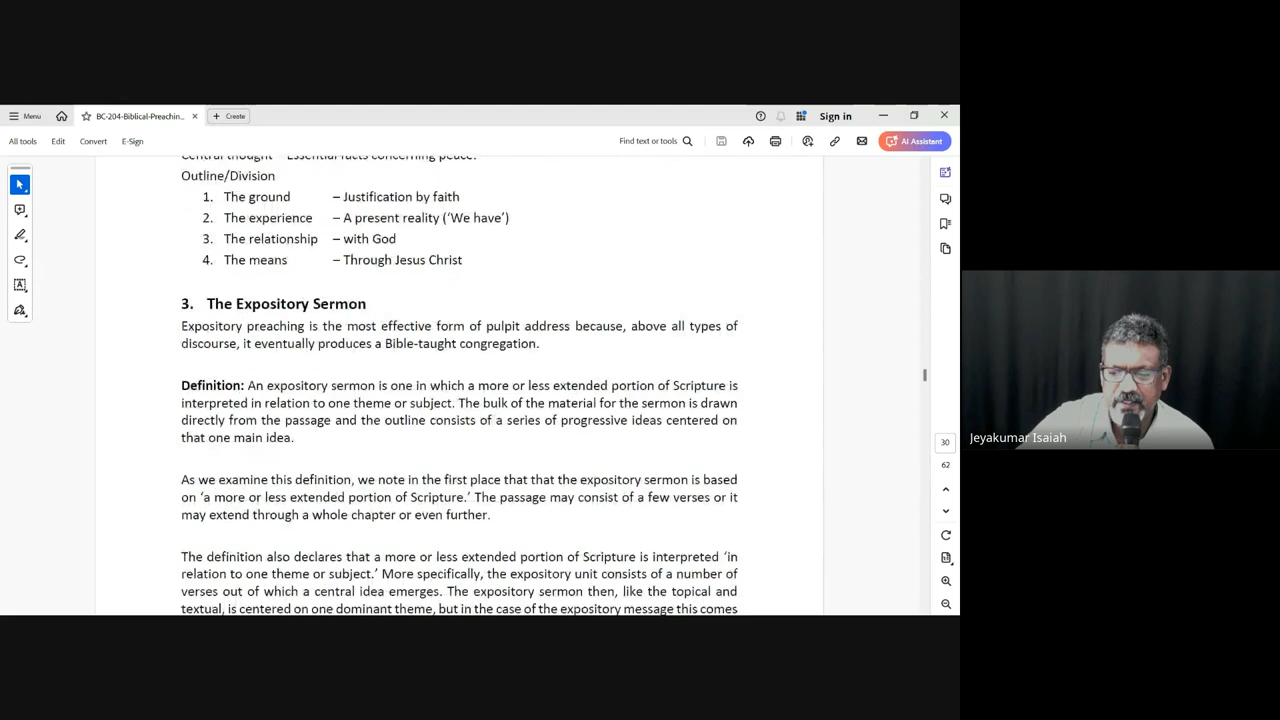 Menu
BC-204-Biblical-Preachin...
Create
Sign in
All tools
Edit
Convert
E-Sign
Find text or tools
AI Assistant
Central thought – Essential facts concerning peace.
Outline/Division
1. The ground – Justification by faith
2. The experience – A present reality ('We have')
3. The relationship – with God
4. The means – Through Jesus Christ
3. The Expository Sermon
Expository preaching is the most effective form of pulpit address because, above all types of
discourse, it eventually produces a Bible-taught congregation.
Definition: An expository sermon is one in which a more or less extended portion of Scripture is
interpreted in relation to one theme or subject. The bulk of the material for the sermon is drawn
directly from the passage and the outline consists of a series of progressive ideas centered on
that one main idea.
As we examine this definition, we note in the first place that that the expository sermon is based
on 'a more or less extended portion of Scripture.' The passage may consist of a few verses or it
may extend through a whole chapter or even further.
The definition also declares that a more or less extended portion of Scripture is interpreted 'in
relation to one theme or subject.' More specifically, the expository unit consists of a number of
verses out of which a central idea emerges. The expository sermon then, like the topical and
textual, is centered on one dominant theme, but in the case of the expository message this comes
30
62
Jeyakumar Isaiah